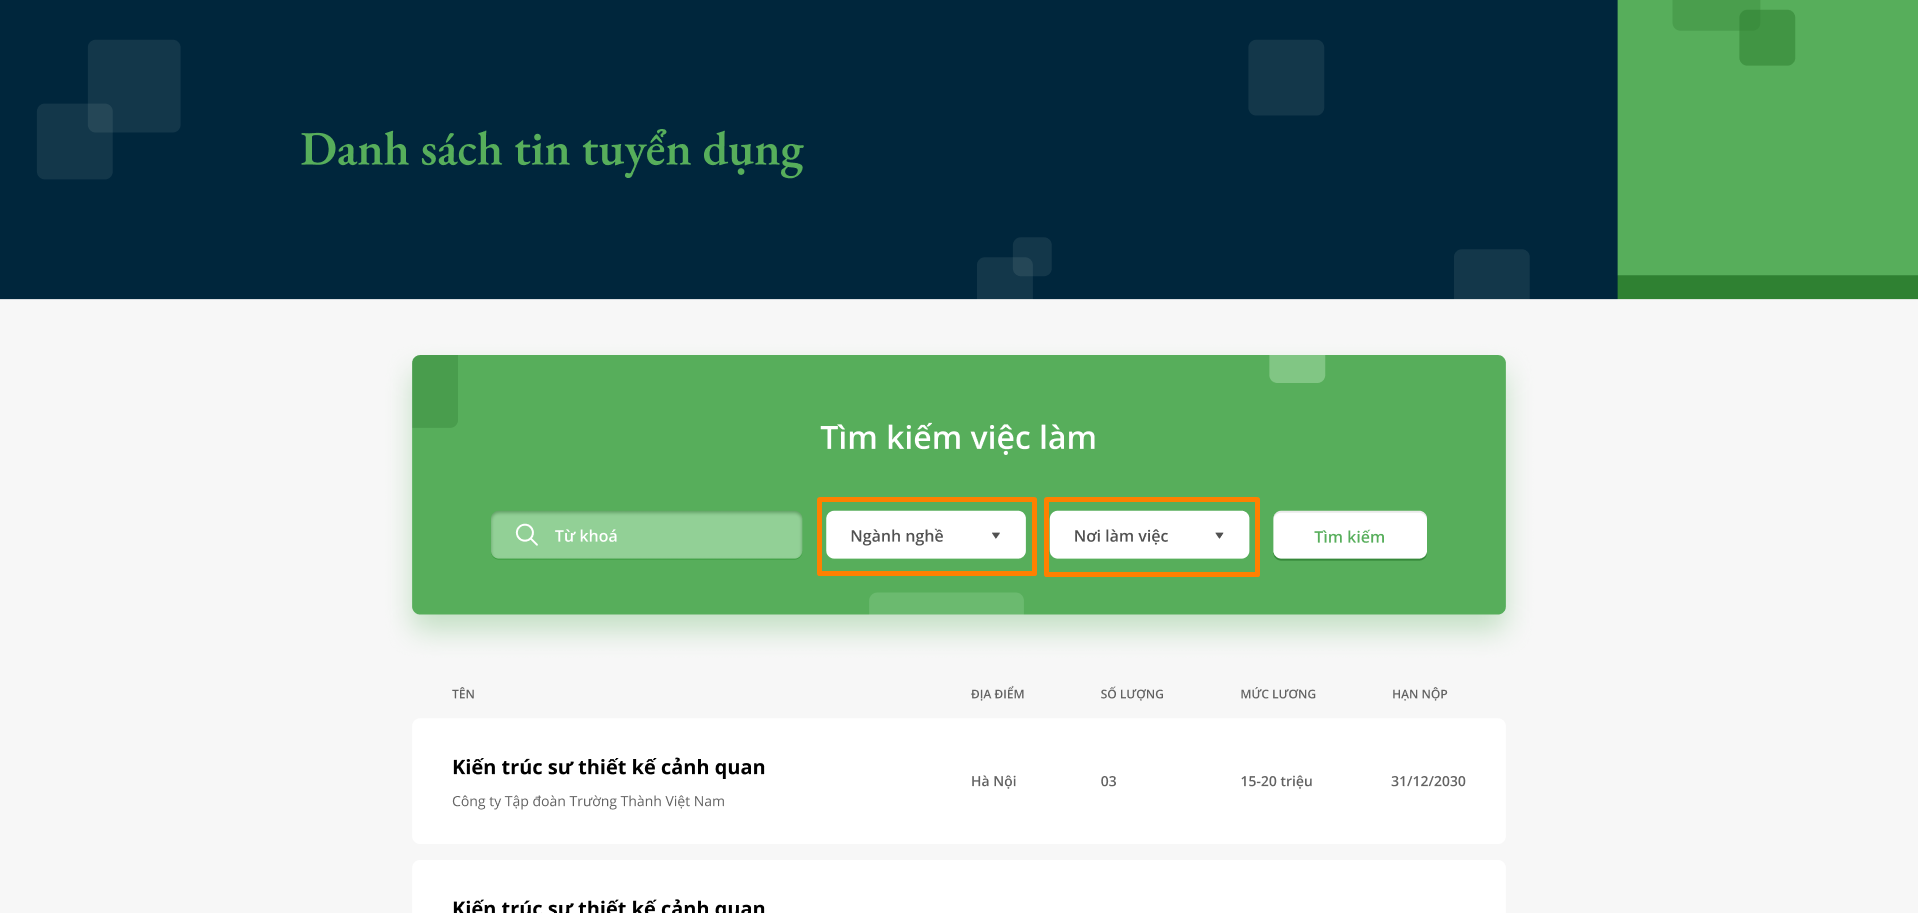 Danh sách tin tuyển dụng
Tìm kiếm việc làm
Từ khoá
Ngành nghề
Nơi làm việc
Tìm kiếm
TÊN ĐỊA ĐIỂM SỐ LƯỢNG MỨC LƯƠNG HẠN NỘP
Kiến trúc sư thiết kế cảnh quan
Công ty Tập đoàn Trường Thành Việt Nam
Hà Nội 03 15-20 triệu 31/12/2030
Kiến trúc sư thiết kế cảnh quan